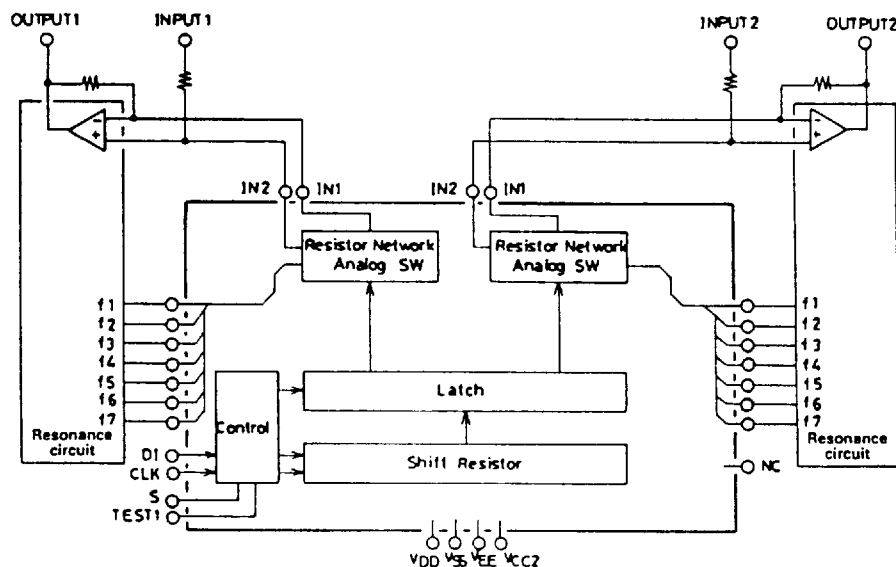 OUTPUT1 INPUT1 INPUT2 OUTPUT2
- -
+ +
IN2 IN1 IN2 IN1
Resistor Network
Analog SW
Resistor Network
Analog SW
f1 f1
f2 f2
f3 f3
f4 f4
f5 f5
f6 f6
f7 f7
Resonance
circuit
Resonance
circuit
Latch
Control
Shift Resistor
DI
CLK
S
TEST1
NC
VDD VSS VEE VCC2